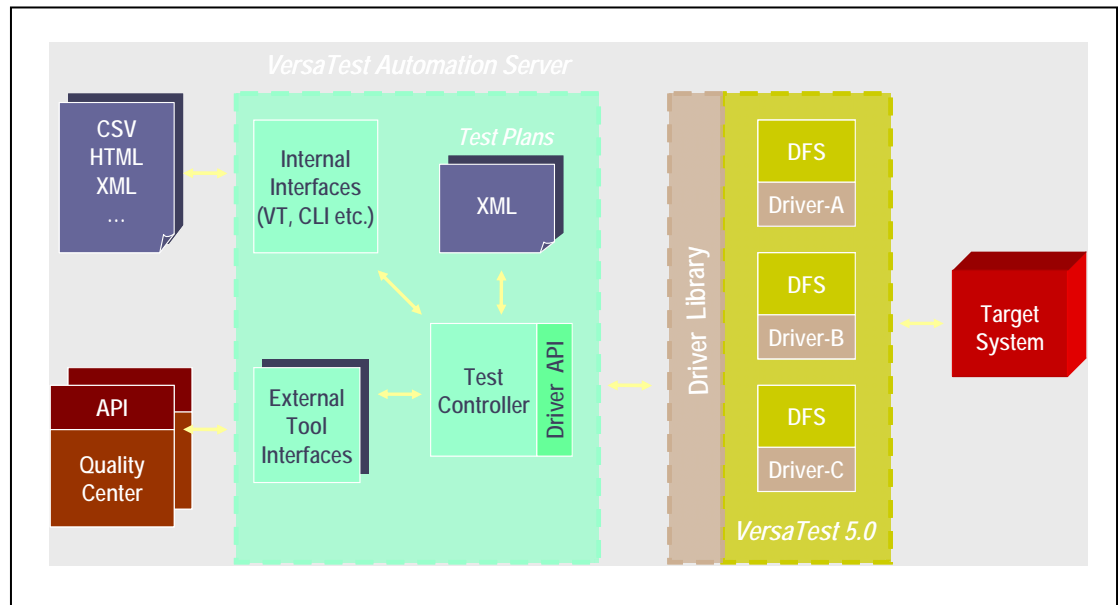 VersaTest Automation Server
CSV
HTML
XML
...
Internal
Interfaces
(VT, CLI etc.)
Test Plans
XML
API
Quality
Center
External
Tool
Interfaces
Test
Controller
Driver API
Driver Library
DFS
Driver-A
DFS
Driver-B
DFS
Driver-C
VersaTest 5.0
Target
System